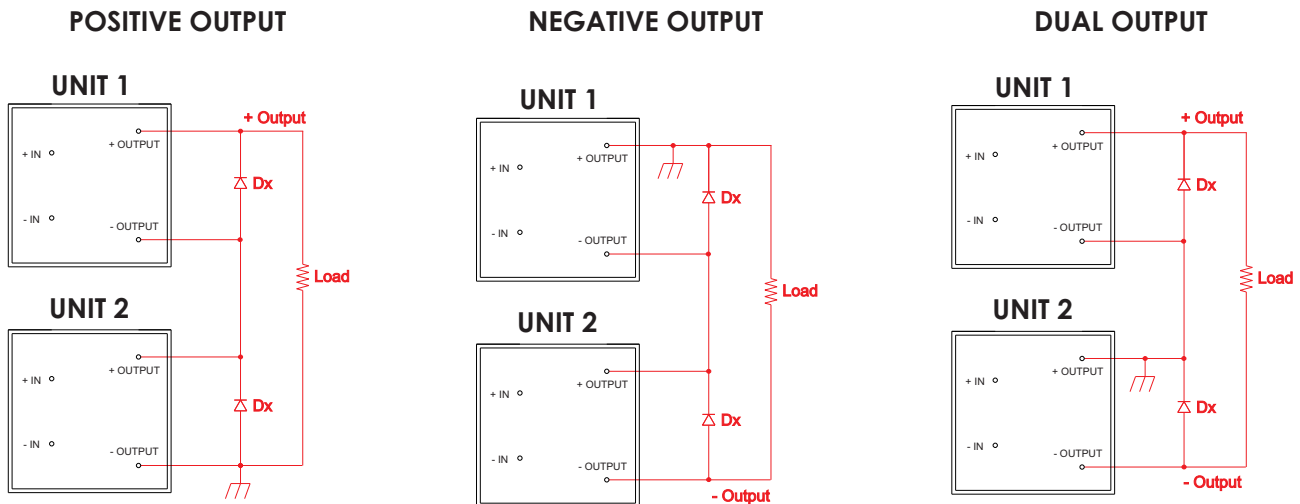 POSITIVE OUTPUT
UNIT 1
+ Output
+ OUTPUT
+ IN
Dx
- IN
- OUTPUT
Load
UNIT 2
+ OUTPUT
+ IN
Dx
- IN
- OUTPUT
NEGATIVE OUTPUT
UNIT 1
+ OUTPUT
+ IN
Dx
- IN
- OUTPUT
Load
UNIT 2
+ OUTPUT
+ IN
Dx
- IN
- OUTPUT
- Output
DUAL OUTPUT
UNIT 1
+ Output
+ OUTPUT
+ IN
Dx
- IN
- OUTPUT
Load
UNIT 2
+ OUTPUT
+ IN
Dx
- IN
- OUTPUT
- Output